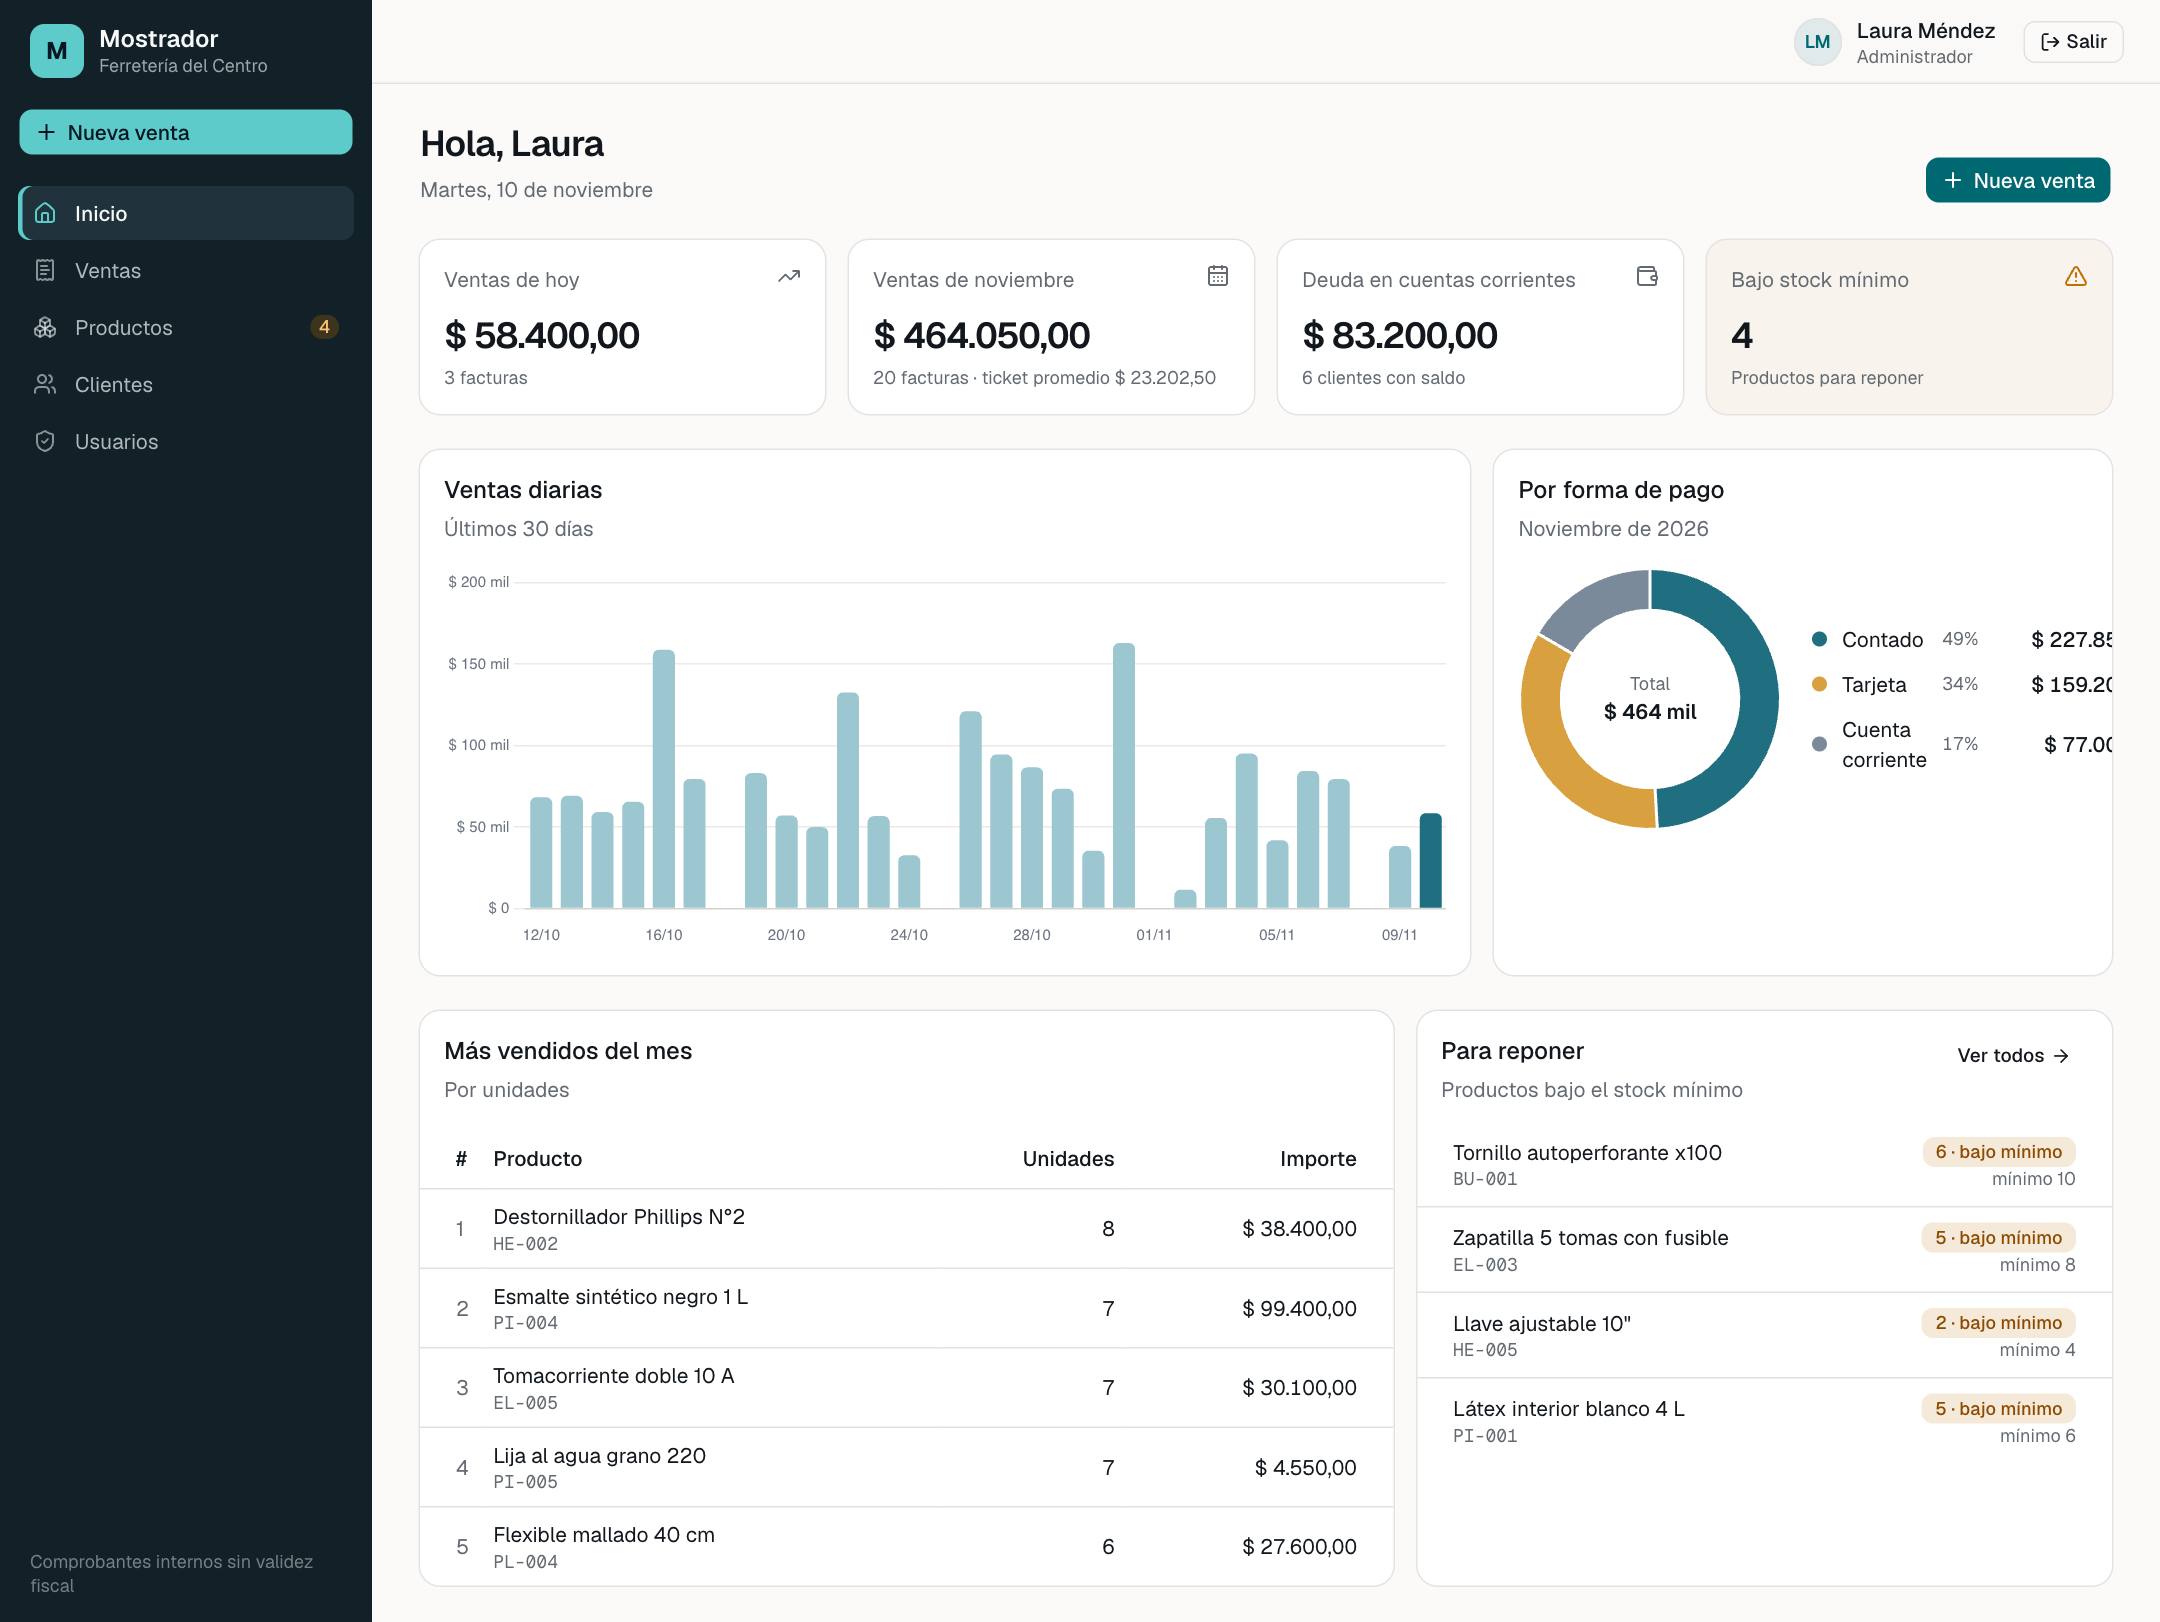 M
Mostrador
Ferretería del Centro
Nueva venta
Inicio
Ventas
Productos 4
Clientes
Usuarios
Comprobantes internos sin validez
fiscal
LM
Laura Méndez
Administrador
Salir
Hola, Laura
Martes, 10 de noviembre
Nueva venta
Ventas de hoy
$ 58.400,00
3 facturas
Ventas de noviembre
$ 464.050,00
20 facturas · ticket promedio $ 23.202,50
Deuda en cuentas corrientes
$ 83.200,00
6 clientes con saldo
Bajo stock mínimo
4
Productos para reponer
Ventas diarias
Últimos 30 días
$ 200 mil
$ 150 mil
$ 100 mil
$ 50 mil
$ 0
12/10 16/10 20/10 24/10 28/10 01/11 05/11 09/11
Por forma de pago
Noviembre de 2026
Total
$ 464 mil
Contado 49% $ 227.85
Tarjeta 34% $ 159.20
Cuenta
corriente 17% $ 77.00
Más vendidos del mes
Por unidades
# Producto Unidades Importe
1 Destornillador Phillips N°2 8 $ 38.400,00
HE-002
2 Esmalte sintético negro 1 L 7 $ 99.400,00
PI-004
3 Tomacorriente doble 10 A 7 $ 30.100,00
EL-005
4 Lija al agua grano 220 7 $ 4.550,00
PI-005
5 Flexible mallado 40 cm 6 $ 27.600,00
PL-004
Para reponer
Ver todos →
Productos bajo el stock mínimo
Tornillo autoperforante x100 6 · bajo mínimo
BU-001 mínimo 10
Zapatilla 5 tomas con fusible 5 · bajo mínimo
EL-003 mínimo 8
Llave ajustable 10" 2 · bajo mínimo
HE-005 mínimo 4
Látex interior blanco 4 L 5 · bajo mínimo
PI-001 mínimo 6